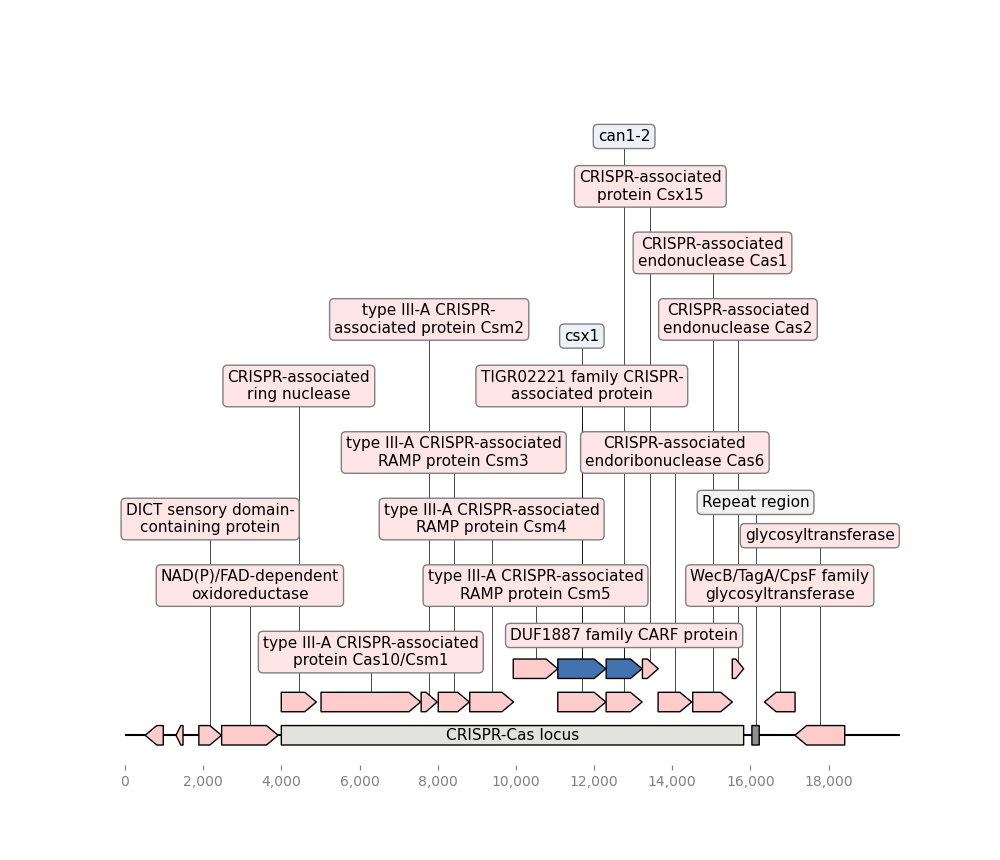 can1-2
CRISPR-associated
protein Csx15
CRISPR-associated
endonuclease Cas1
type III-A CRISPR-
associated protein Csm2
CRISPR-associated
endonuclease Cas2
csx1
CRISPR-associated
ring nuclease
TIGR02221 family CRISPR-
associated protein
type III-A CRISPR-associated
RAMP protein Csm3
CRISPR-associated
endoribonuclease Cas6
Repeat region
DICT sensory domain-
containing protein
type III-A CRISPR-associated
RAMP protein Csm4
glycosyltransferase
NAD(P)/FAD-dependent
oxidoreductase
type III-A CRISPR-associated
RAMP protein Csm5
WecB/TagA/CpsF family
glycosyltransferase
DUF1887 family CARF protein
type III-A CRISPR-associated
protein Cas10/Csm1
CRISPR-Cas locus
0 2,000 4,000 6,000 8,000 10,000 12,000 14,000 16,000 18,000